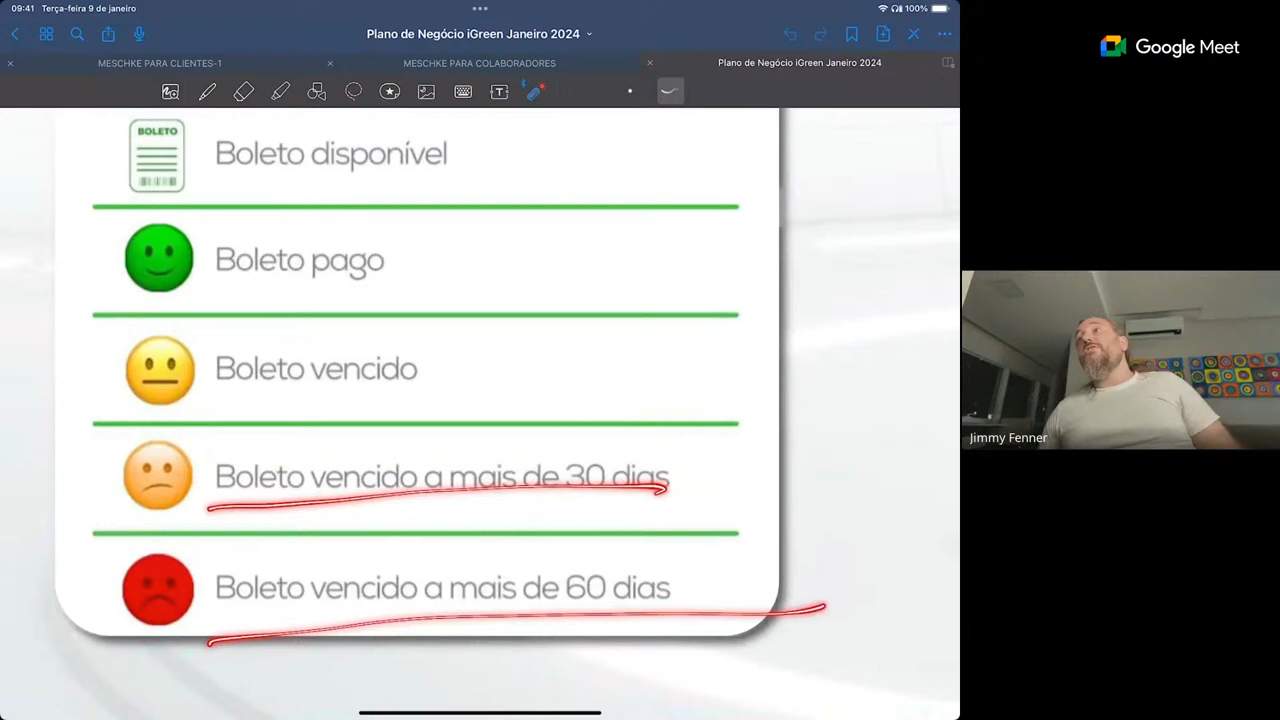 09:41 Terça-feira 9 de janeiro
100%
Plano de Negócio iGreen Janeiro 2024
Google Meet
MESCHKE PARA CLIENTES-1
MESCHKE PARA COLABORADORES
Plano de Negócio iGreen Janeiro 2024
BOLETO
Boleto disponível
Boleto pago
Boleto vencido
Boleto vencido a mais de 30 dias
Boleto vencido a mais de 60 dias
Jimmy Fenner